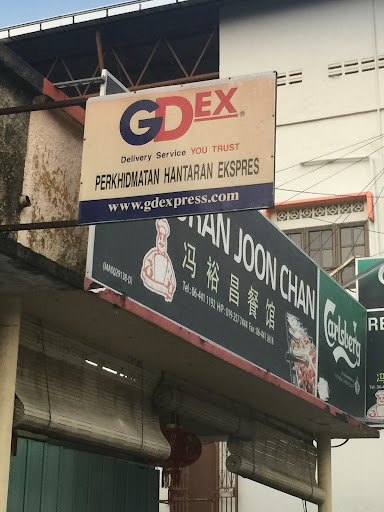 GDEX
Delivery Service YOU TRUST
PERKHIDMATAN HANTARAN EKSPRES
www.gdexpress.com
JOON CHAN
冯裕昌餐馆
Carlsberg
RE